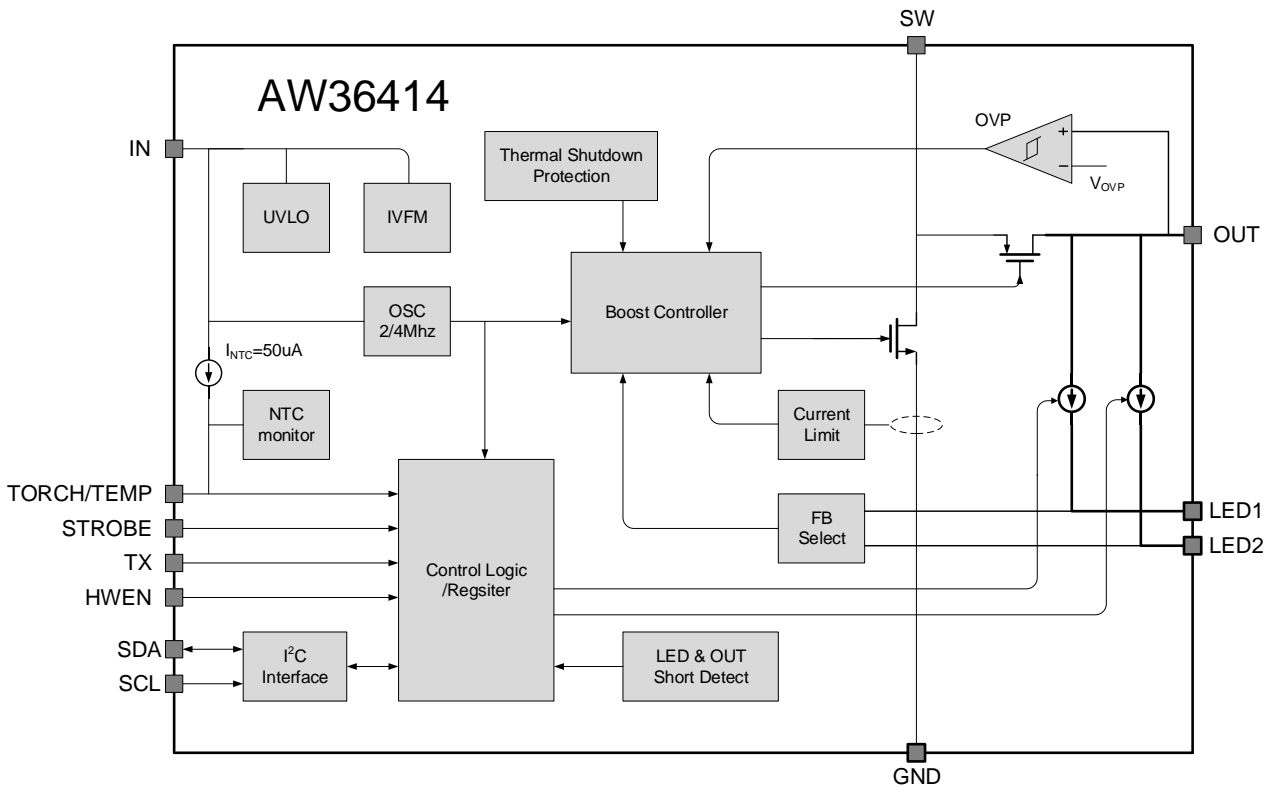 SW
AW36414
OVP
IN
Thermal Shutdown
Protection
+
−
V_OVP
UVLO
IVFM
OUT
OSC
2/4Mhz
Boost Controller
I_NTC=50uA
NTC
monitor
Current
Limit
TORCH/TEMP
STROBE
TX
HWEN
SDA
SCL
FB
Select
LED1
LED2
Control Logic
/Regsiter
I²C
Interface
LED & OUT
Short Detect
GND